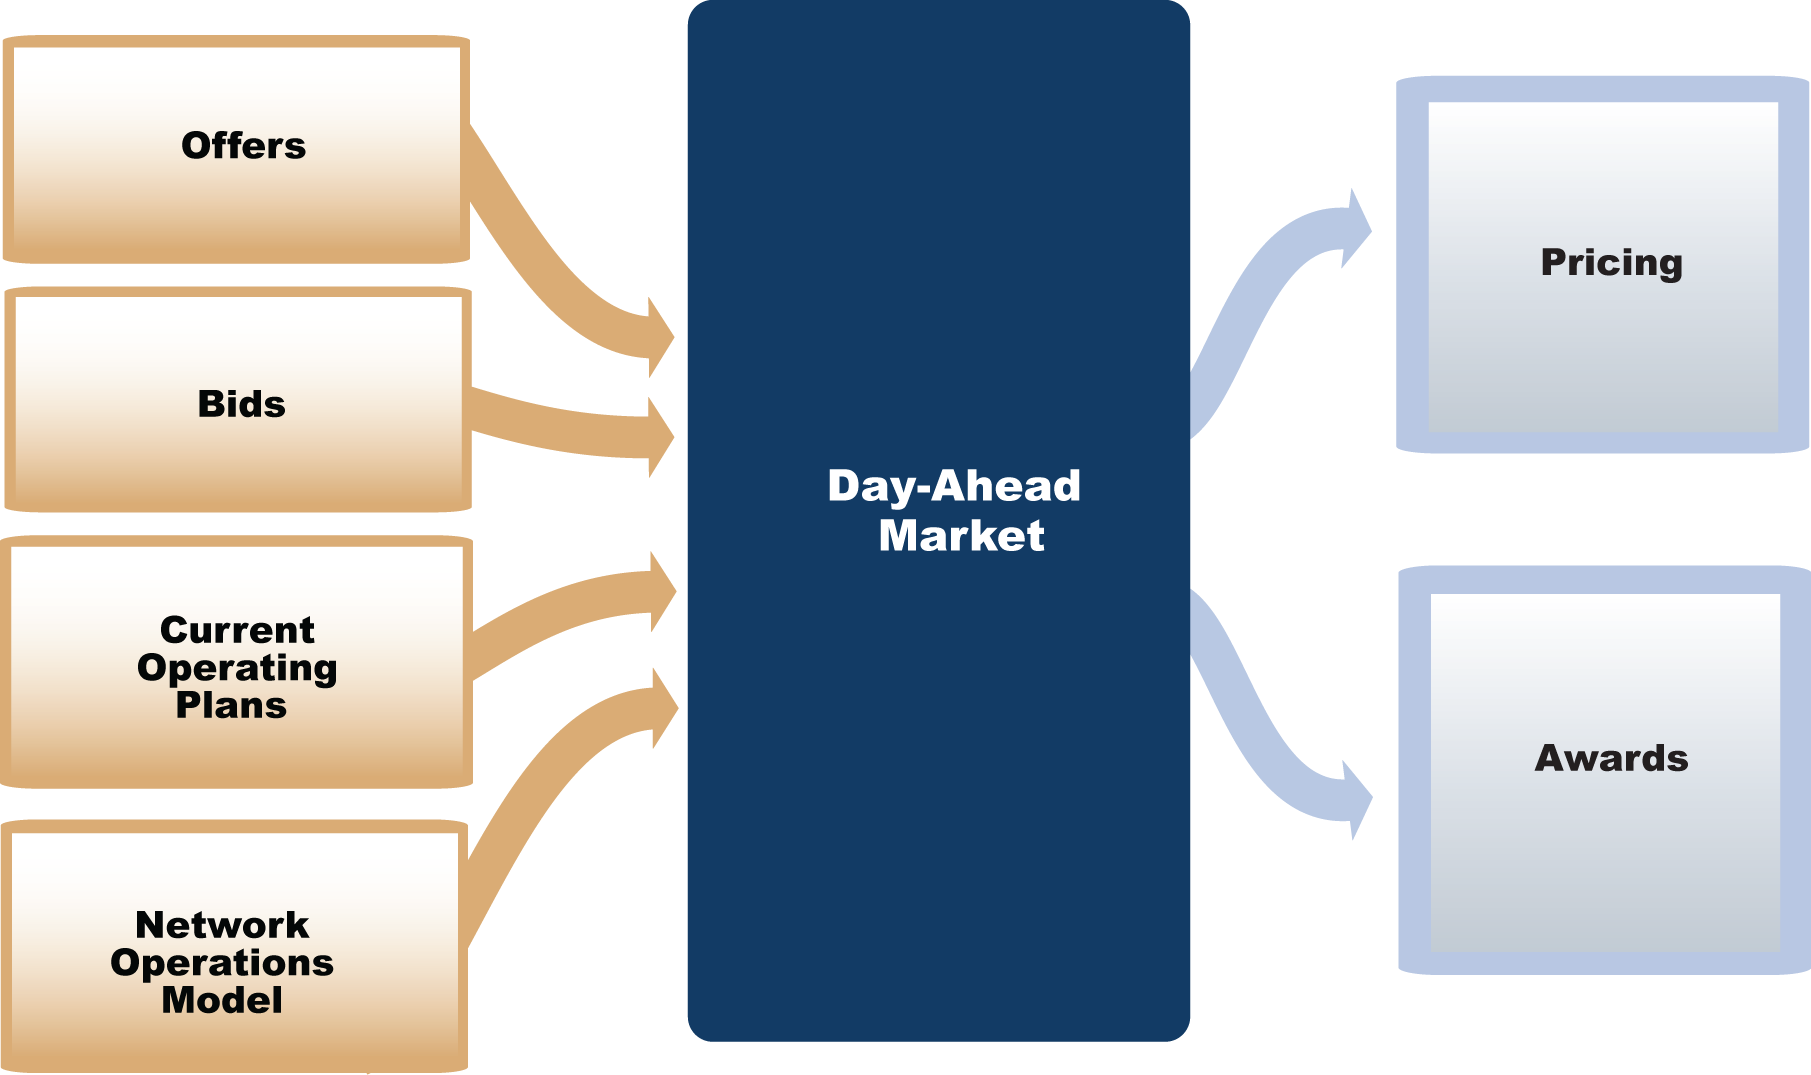 Offers
Bids
Current
Operating
Plans
Network
Operations
Model
Day-Ahead
Market
Pricing
Awards